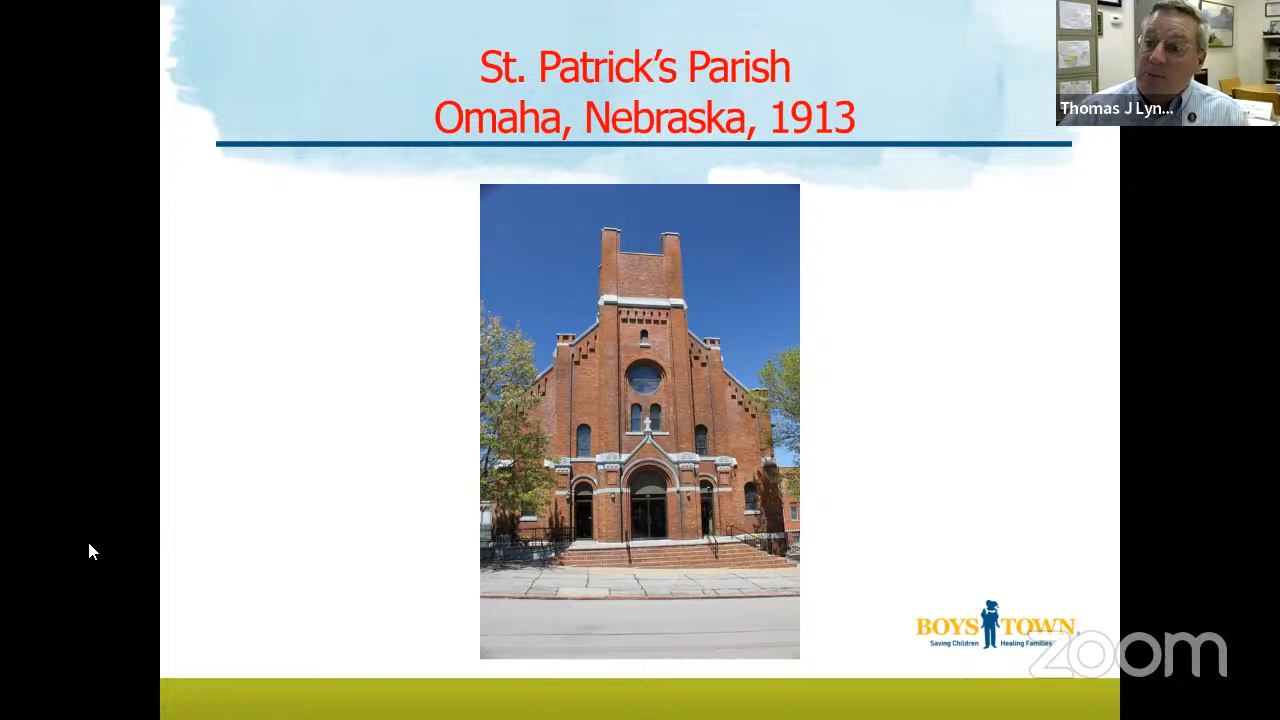 St. Patrick's Parish
Omaha, Nebraska, 1913
Thomas J Lyn...
BOYS TOWN
Saving Children Healing Families
zoom